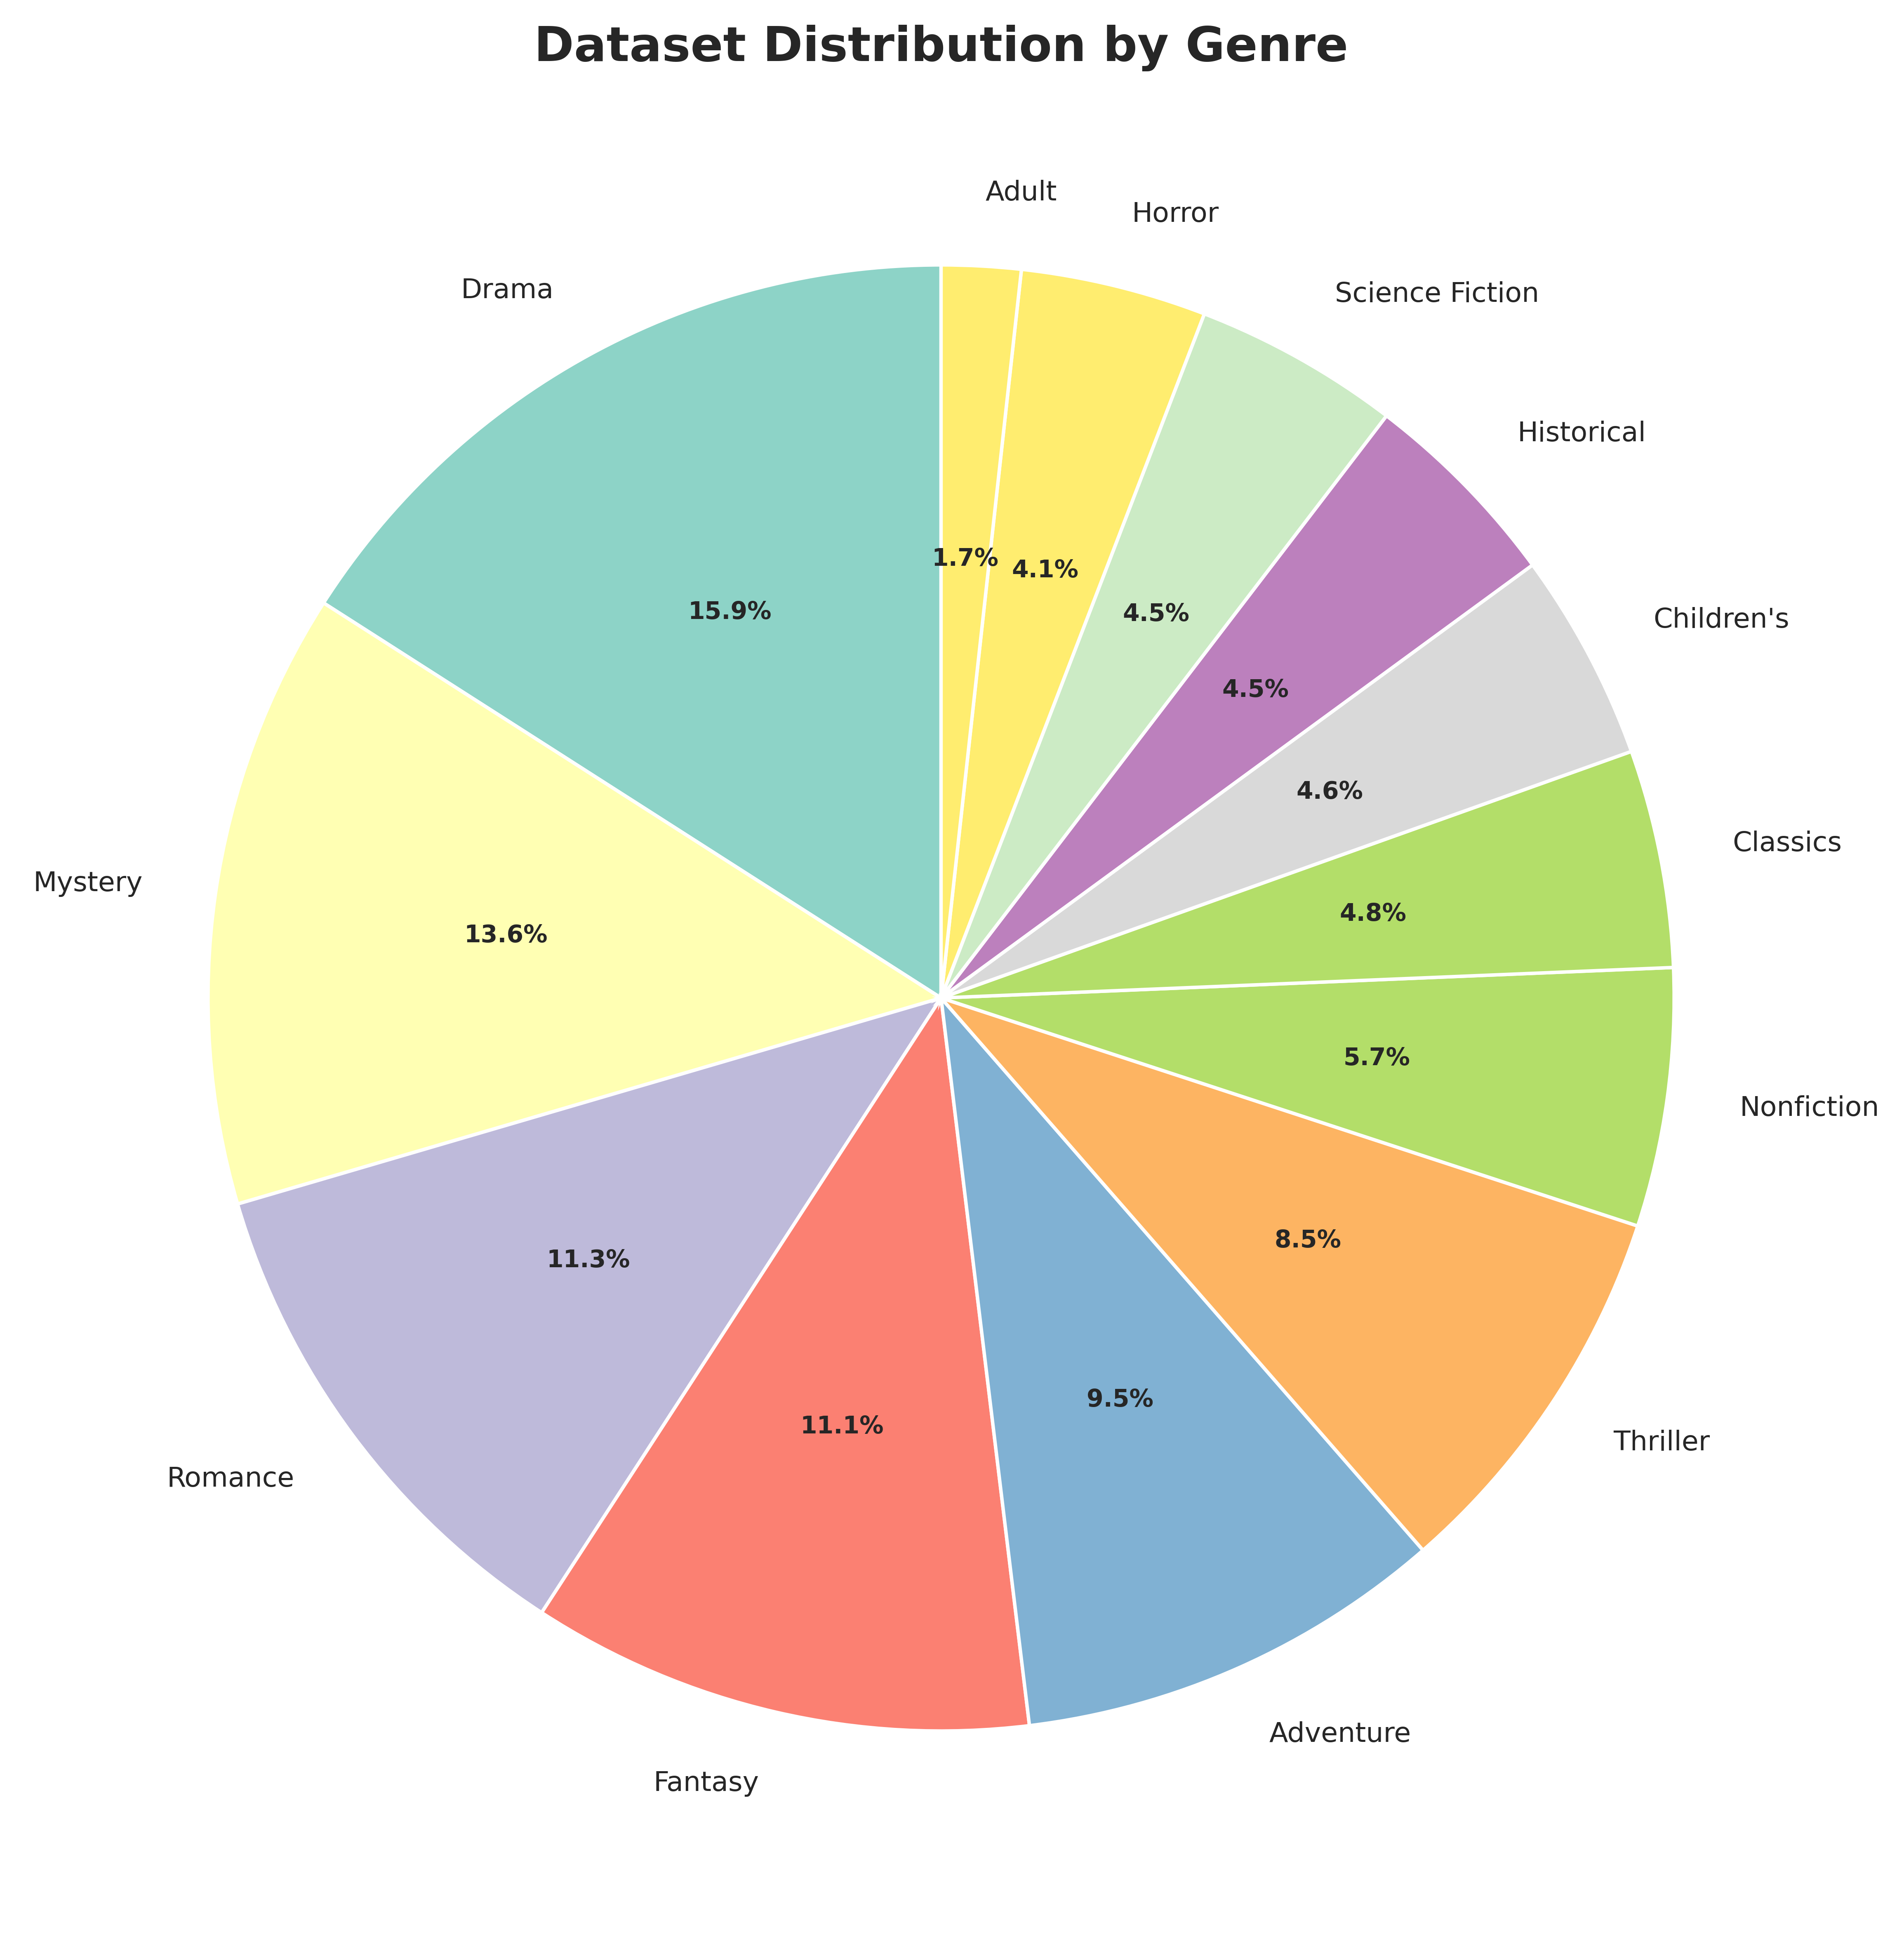 Dataset Distribution by Genre
Adult
Horror
Science Fiction
Drama
Historical
1.7%
4.1%
15.9%
4.5%
Children's
4.5%
4.6%
Classics
Mystery
4.8%
13.6%
5.7%
Nonfiction
8.5%
11.3%
9.5%
11.1%
Thriller
Romance
Adventure
Fantasy